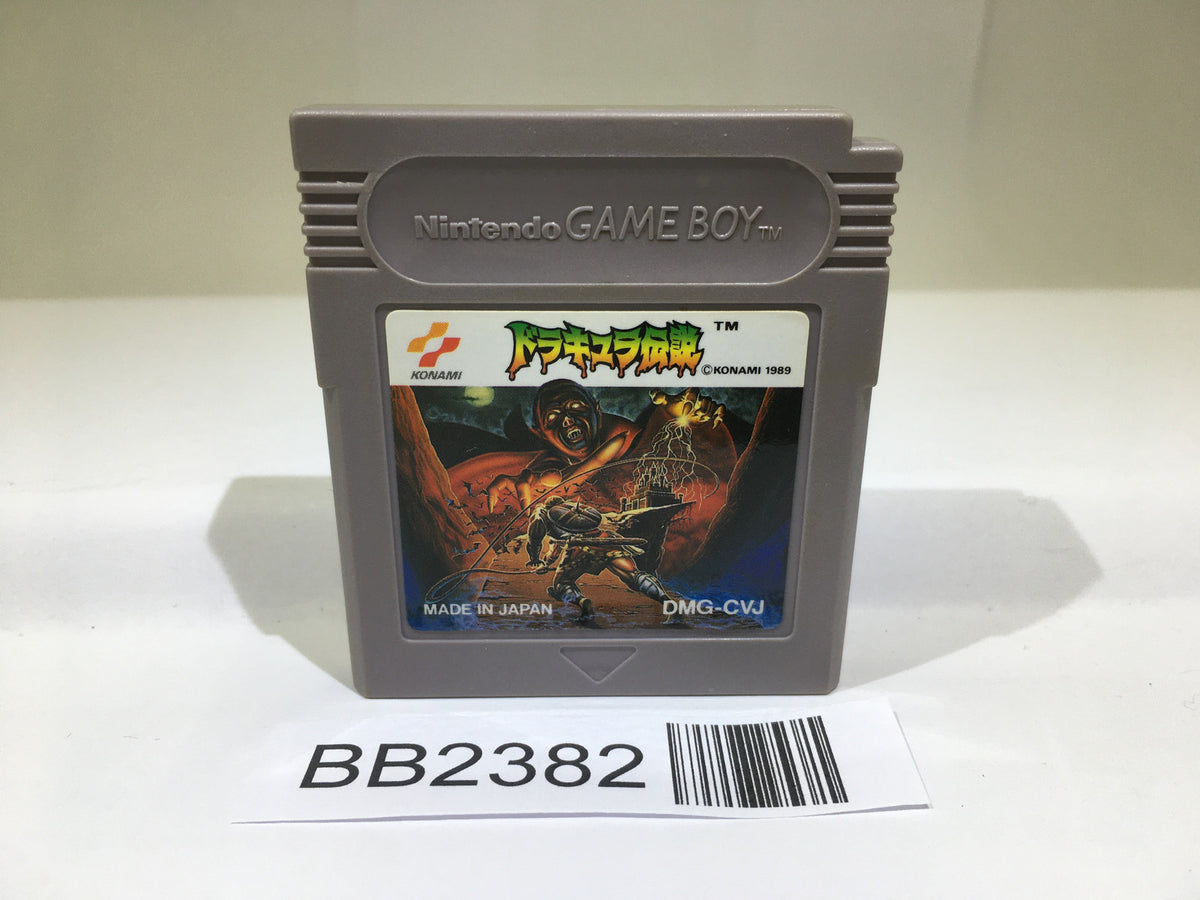 Nintendo GAME BOY TM
KONAMI
ドラキュラ伝説 TM
©KONAMI 1989
MADE IN JAPAN
DMG-CVJ
BB2382